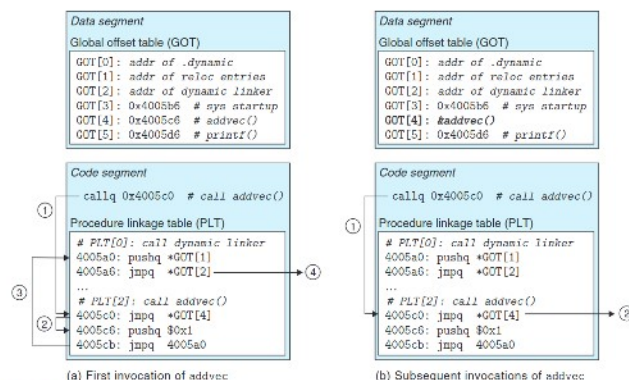 Data segment
Global offset table (GOT)
GOT[0]: addr of .dynamic
GOT[1]: addr of reloc entries
GOT[2]: addr of dynamic linker
GOT[3]: 0x4005b6 # sys startup
GOT[4]: 0x4005c6 # addvec()
GOT[5]: 0x4005d6 # printf()
Code segment
callq 0x4005c0 # call addvec()
①
Procedure linkage table (PLT)
# PLT[0]: call dynamic linker
4005a0: pushq *GOT[1]
4005a6: jmpq *GOT[2]
④
③
...
# PLT[2]: call addvec()
4005c0: jmpq *GOT[4]
②
4005c6: pushq $0x1
4005cb: jmpq 4005a0
(a) First invocation of addvec
Data segment
Global offset table (GOT)
GOT[0]: addr of .dynamic
GOT[1]: addr of reloc entries
GOT[2]: addr of dynamic linker
GOT[3]: 0x4005b6 # sys startup
GOT[4]: &addvec()
GOT[5]: 0x4005d6 # printf()
Code segment
callq 0x4005c0 # call addvec()
①
Procedure linkage table (PLT)
# PLT[0]: call dynamic linker
4005a0: pushq *GOT[1]
4005a6: jmpq *GOT[2]
...
# PLT[2]: call addvec()
4005c0: jmpq *GOT[4]
②
4005c6: pushq $0x1
4005cb: jmpq 4005a0
(b) Subsequent invocations of addvec